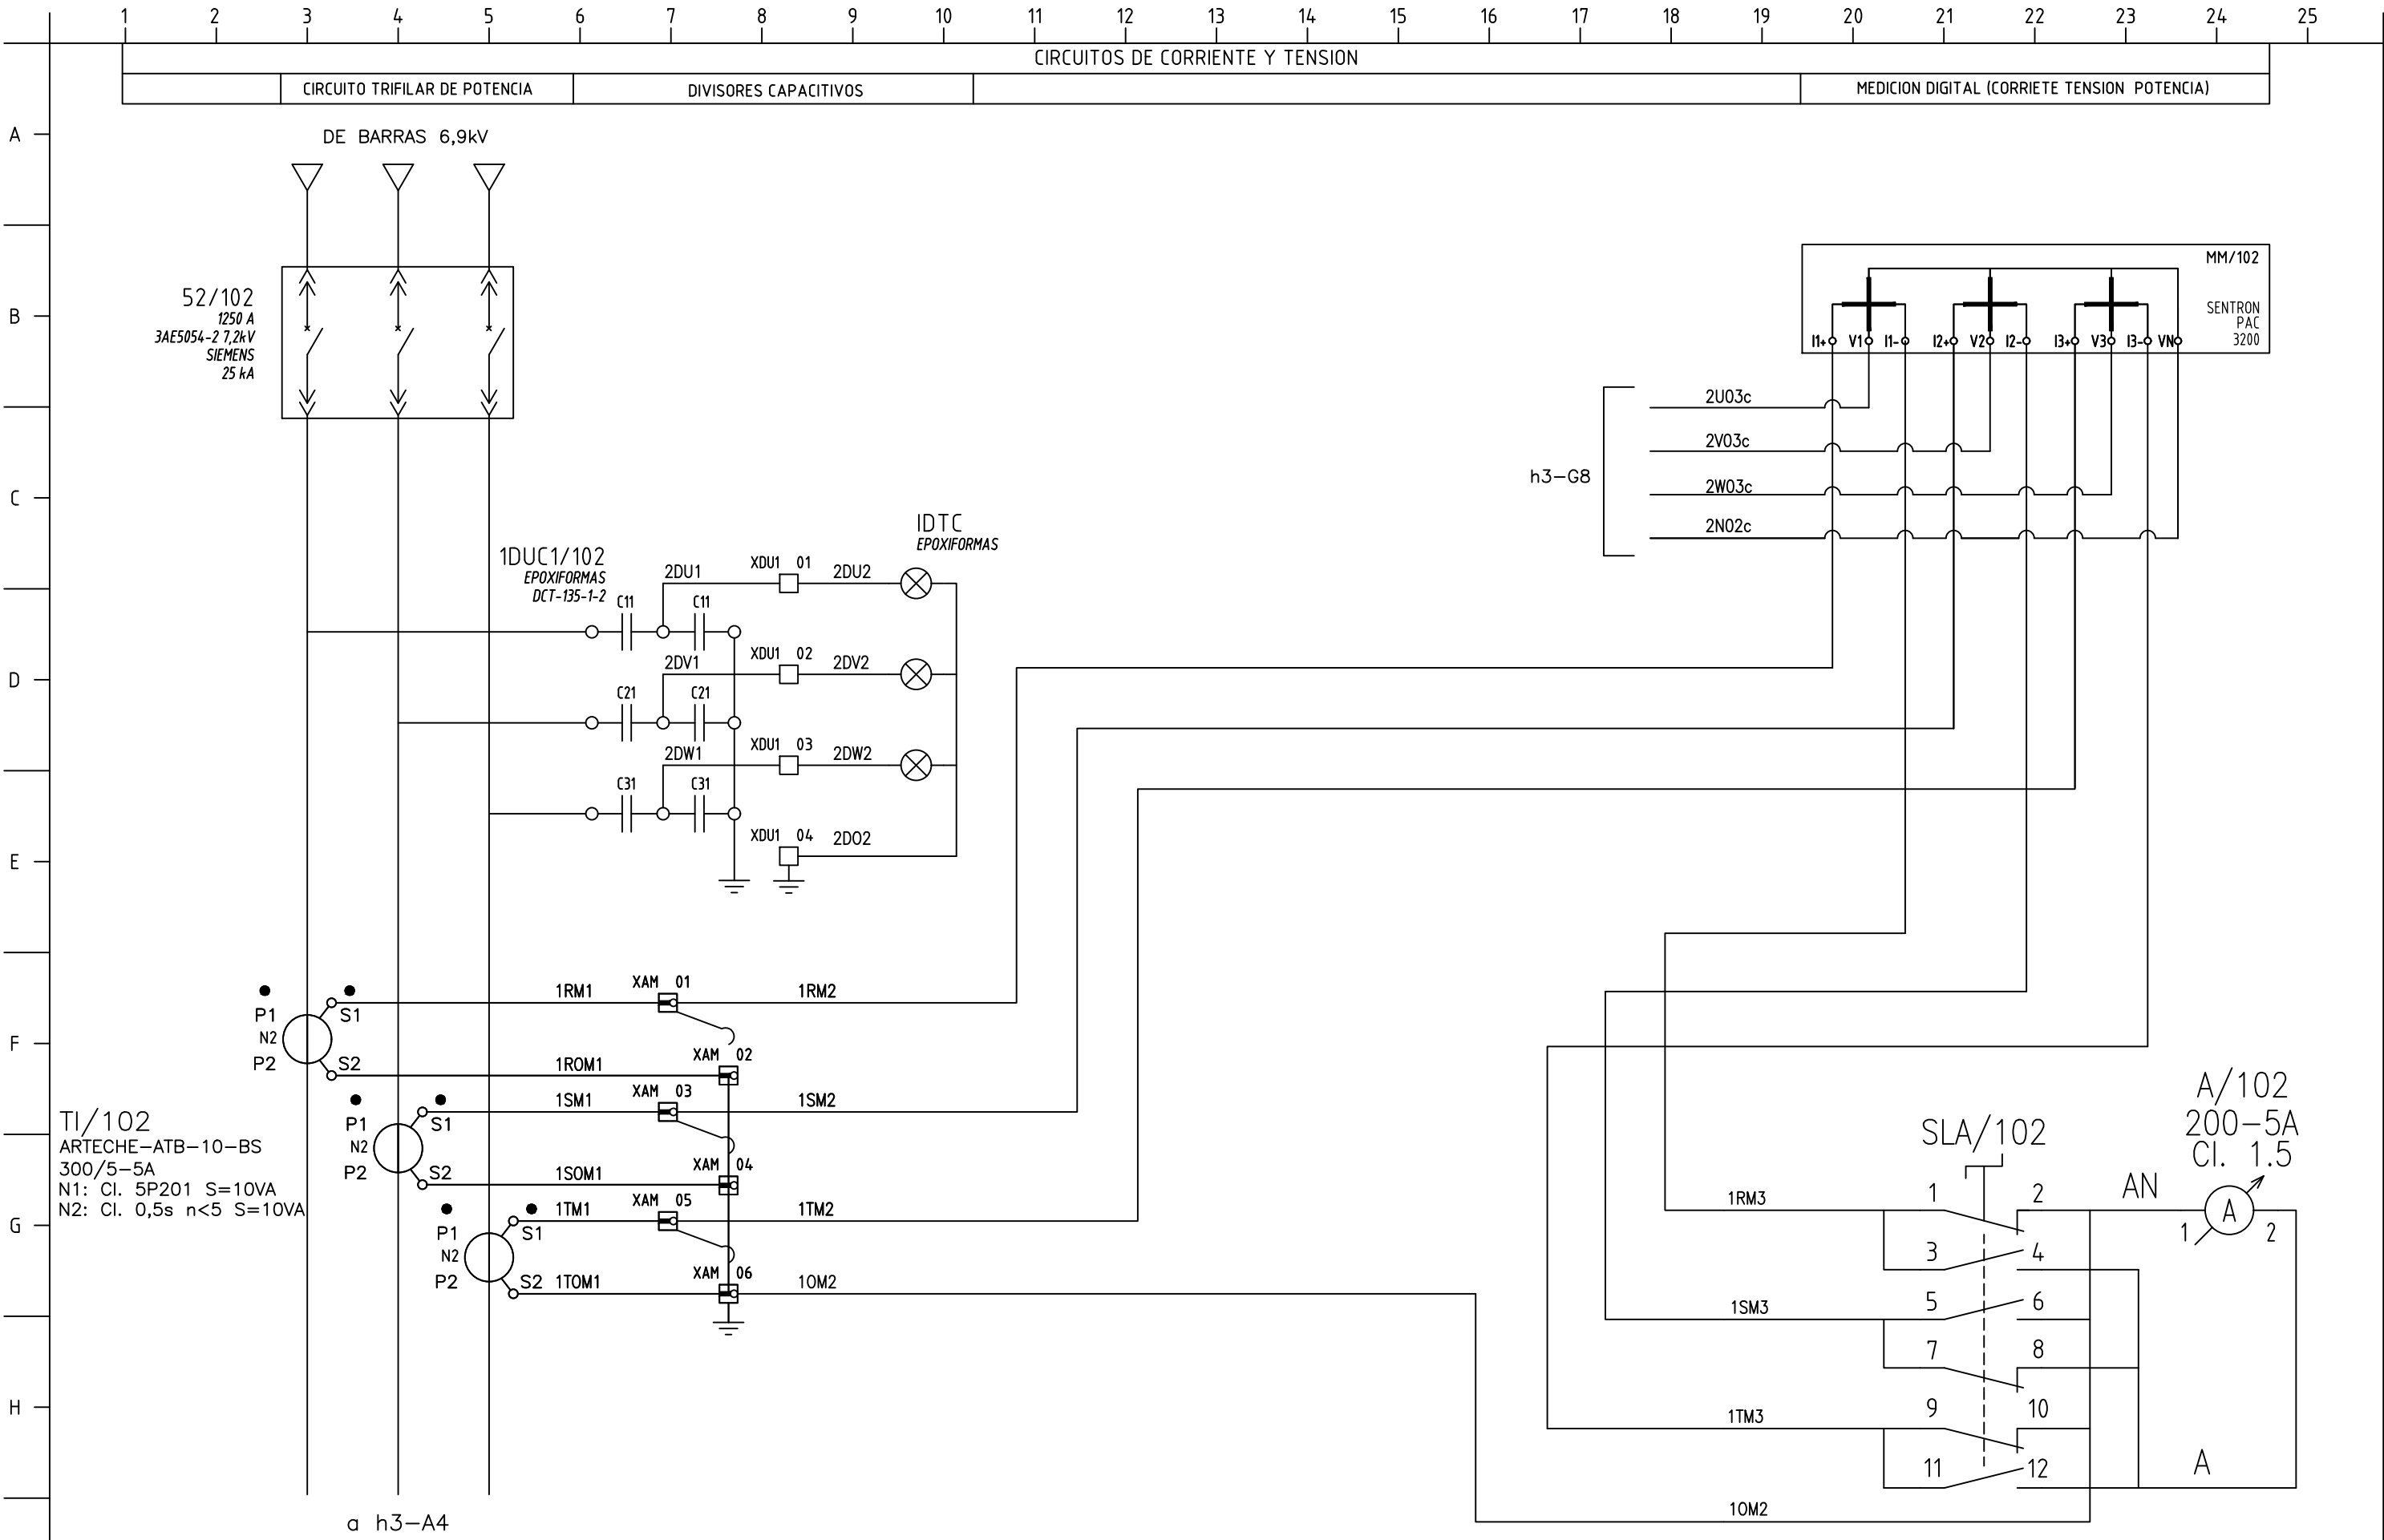 1 2 3 4 5 6 7 8 9 10 11 12 13 14 15 16 17 18 19 20 21 22 23 24 25
CIRCUITOS DE CORRIENTE Y TENSION
CIRCUITO TRIFILAR DE POTENCIA
DIVISORES CAPACITIVOS
MEDICION DIGITAL (CORRIETE TENSION POTENCIA)
A
B
C
D
E
F
G
H
DE BARRAS 6,9kV
52/102
1250 A
3AE5054-2 7,2kV
SIEMENS
25 kA
MM/102
SENTRON
PAC
3200
I1+ V1 I1- I2+ V2 I2- I3+ V3 I3- VN
2U03c
2V03c
2W03c
2N02c
h3-G8
IDTC
EPOXIFORMAS
1DUC1/102
EPOXIFORMAS
DCT-135-1-2
2DU1
XDU1 01
2DU2
C11
C11
2DV1
XDU1 02
2DV2
C21
C21
2DW1
XDU1 03
2DW2
C31
C31
XDU1 04
2D02
P1
N2
P2
S1
S2
1RM1
XAM 01
1RM2
1R0M1
XAM 02
P1
N2
P2
S1
S2
1SM1
XAM 03
1SM2
1S0M1
XAM 04
P1
N2
P2
S1
S2
1TM1
XAM 05
1TM2
1T0M1
XAM 06
10M2
TI/102
ARTECHE-ATB-10-BS
300/5-5A
N1: Cl. 5P201 S=10VA
N2: Cl. 0,5s n<5 S=10VA
SLA/102
A/102
200-5A
Cl. 1.5
1RM3
1 2
3 4
1SM3
5 6
7 8
1TM3
9 10
11 12
AN
A
1 2
A
10M2
a h3-A4